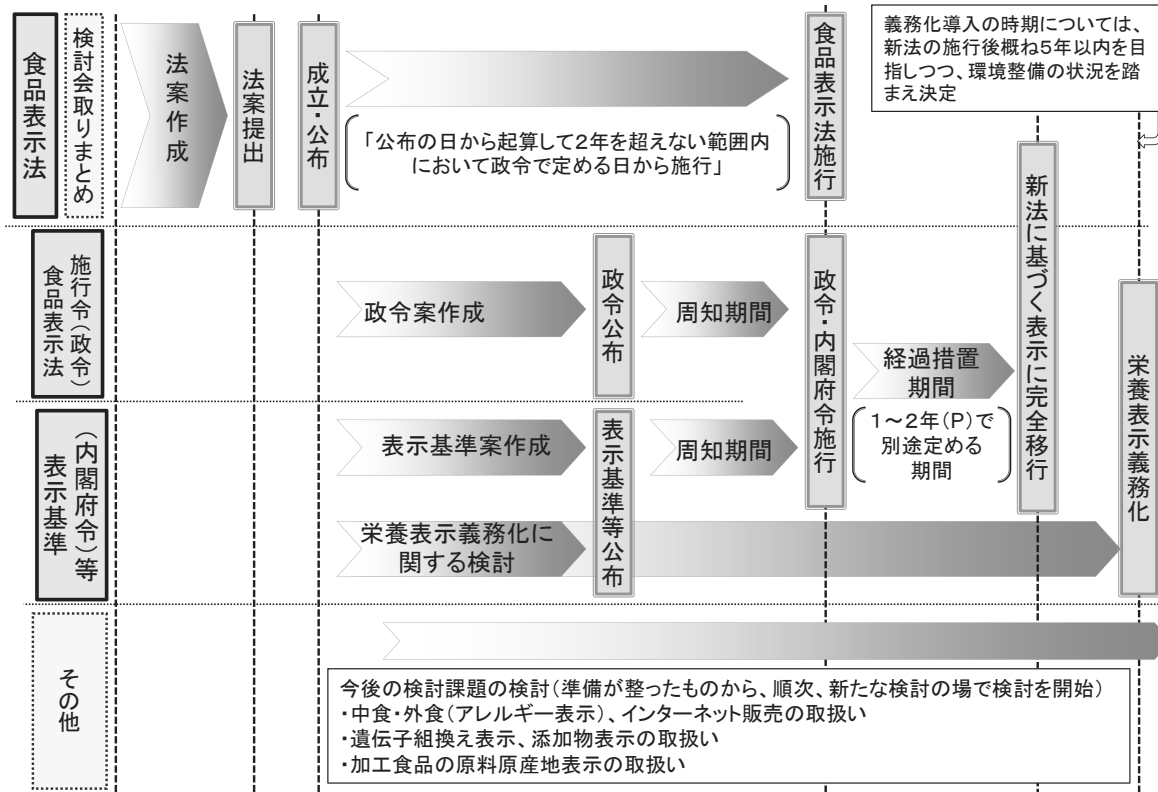 食品表示法
検討会取りまとめ
法案作成
法案提出
成立・公布
「公布の日から起算して2年を超えない範囲内
において政令で定める日から施行」
食品表示法施行
義務化導入の時期については、
新法の施行後概ね5年以内を目
指しつつ、環境整備の状況を踏
まえ決定
食品表示法
施行令(政令)
政令案作成
政令公布
周知期間
政令・内閣府令施行
経過措置
期間
1～2年(P)で
別途定める
期間
新法に基づく表示に完全移行
栄養表示義務化
表示基準
(内閣府令)等
表示基準案作成
表示基準等公布
周知期間
栄養表示義務化に
関する検討
その他
今後の検討課題の検討(準備が整ったものから、順次、新たな検討の場で検討を開始)
・中食・外食(アレルギー表示)、インターネット販売の取扱い
・遺伝子組換え表示、添加物表示の取扱い
・加工食品の原料原産地表示の取扱い